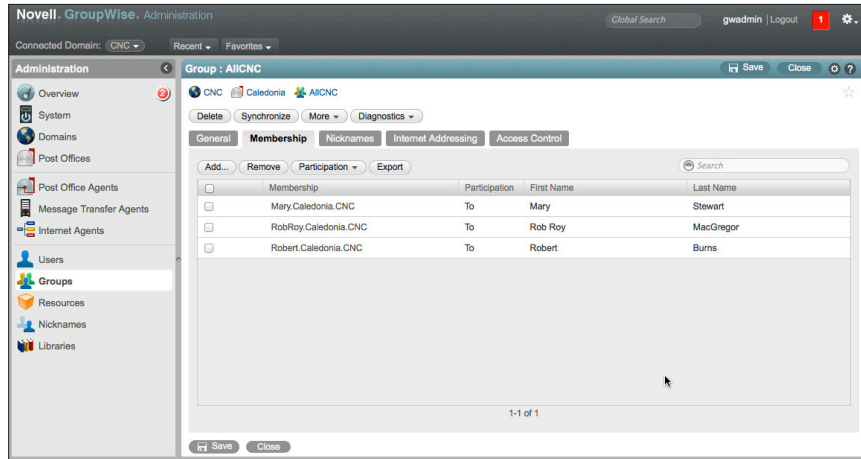 Novell. GroupWise. Administration
Global Search gwadmin | Logout 1
Connected Domain: CNC Recent Favorites
Administration
Overview 2
System
Domains
Post Offices
Post Office Agents
Message Transfer Agents
Internet Agents
Users
Groups
Resources
Nicknames
Libraries
Group : AllCNC Save Close ?
CNC Caledonia AllCNC
Delete Synchronize More Diagnostics
General Membership Nicknames Internet Addressing Access Control
Add... Remove Participation Export Search
Membership Participation First Name Last Name
Mary.Caledonia.CNC To Mary Stewart
RobRoy.Caledonia.CNC To Rob Roy MacGregor
Robert.Caledonia.CNC To Robert Burns
1-1 of 1
Save Close